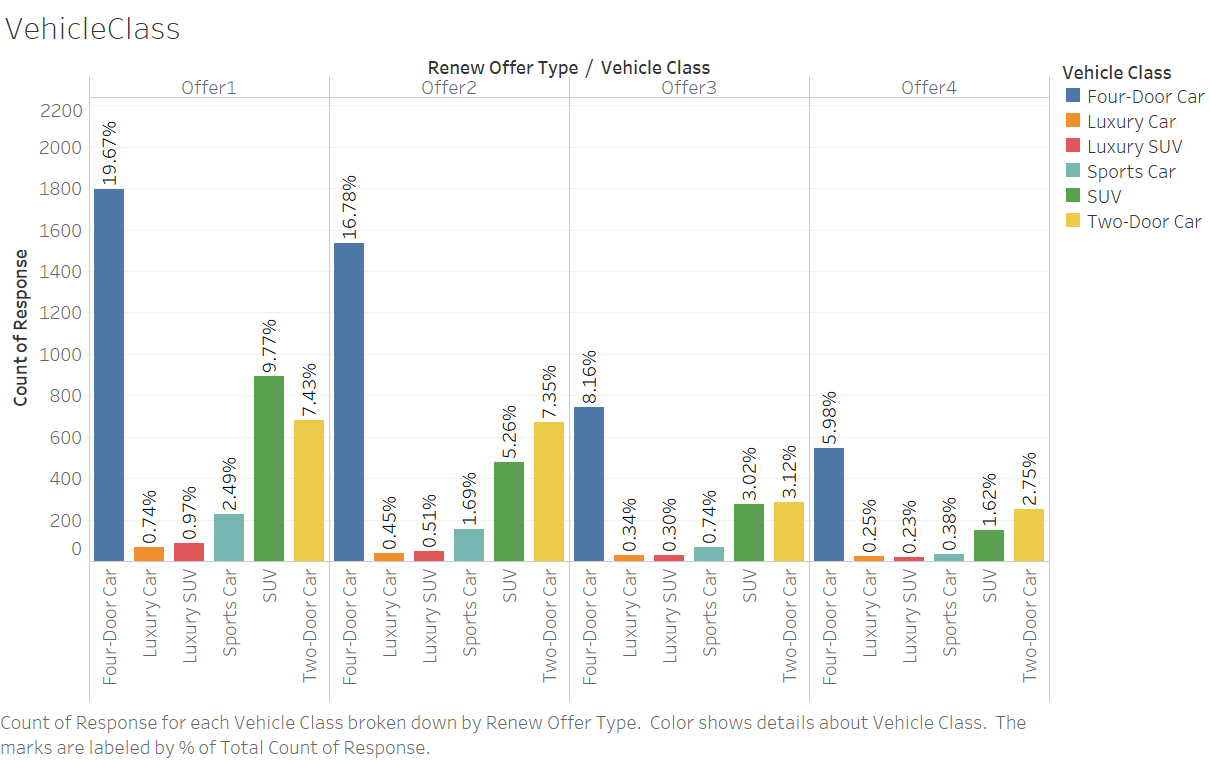 VehicleClass
Renew Offer Type / Vehicle Class
Offer1 Offer2 Offer3 Offer4
Count of Response
2200
2000
1800
1600
1400
1200
1000
800
600
400
200
0
19.67% 0.74% 0.97% 2.49% 9.77% 7.43%
16.78% 0.45% 0.51% 1.69% 5.26% 7.35%
8.16% 0.34% 0.30% 0.74% 3.02% 3.12%
5.98% 0.25% 0.23% 0.38% 1.62% 2.75%
Four-Door Car Luxury Car Luxury SUV Sports Car SUV Two-Door Car
Four-Door Car Luxury Car Luxury SUV Sports Car SUV Two-Door Car
Four-Door Car Luxury Car Luxury SUV Sports Car SUV Two-Door Car
Four-Door Car Luxury Car Luxury SUV Sports Car SUV Two-Door Car
Vehicle Class
Four-Door Car
Luxury Car
Luxury SUV
Sports Car
SUV
Two-Door Car
Count of Response for each Vehicle Class broken down by Renew Offer Type.  Color shows details about Vehicle Class.  The
marks are labeled by % of Total Count of Response.